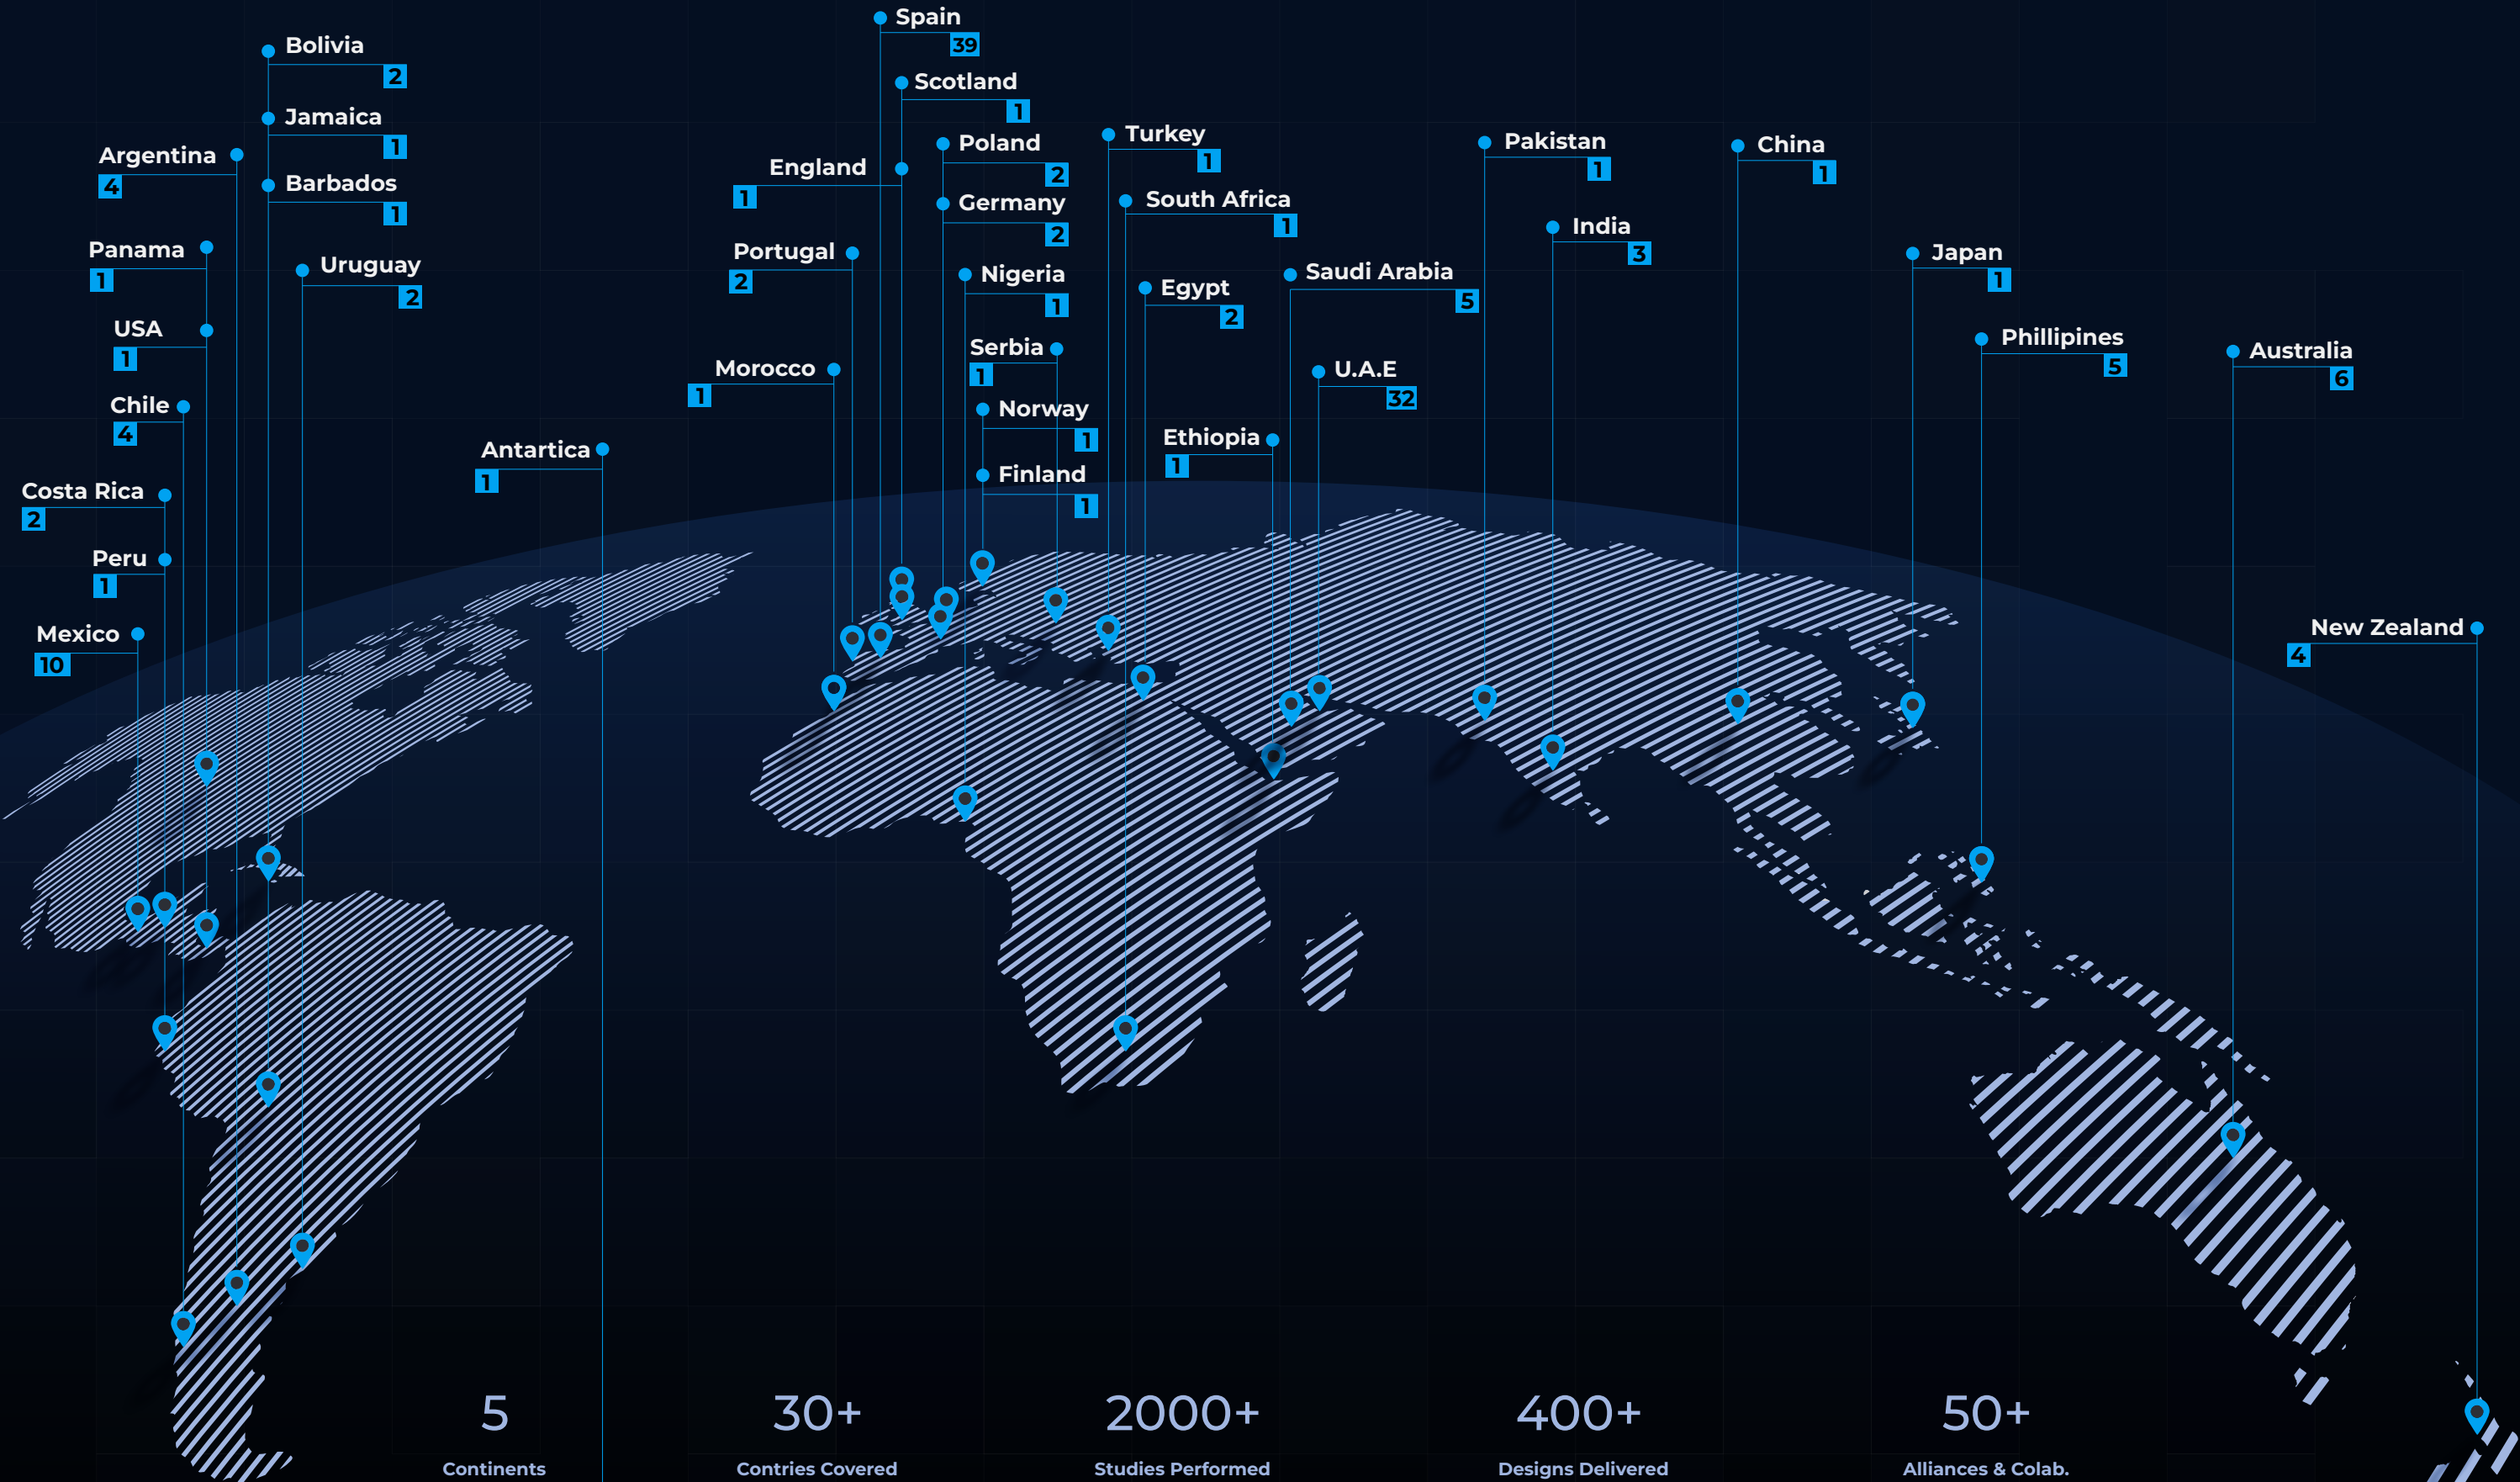 Spain
39
Bolivia
2
Scotland
1
Jamaica
1
Argentina
4
Barbados
1
England
1
Poland
2
Germany
2
Turkey
1
South Africa
1
Pakistan
1
China
1
India
3
Panama
1
Uruguay
2
Portugal
2
Nigeria
1
Egypt
2
Saudi Arabia
5
Japan
1
USA
1
Serbia
1
Phillipines
5
Australia
6
Morocco
1
U.A.E
32
Chile
4
Norway
1
Antartica
1
Ethiopia
1
Finland
1
Costa Rica
2
Peru
1
Mexico
10
New Zealand
4
5
Continents
30+
Contries Covered
2000+
Studies Performed
400+
Designs Delivered
50+
Alliances & Colab.